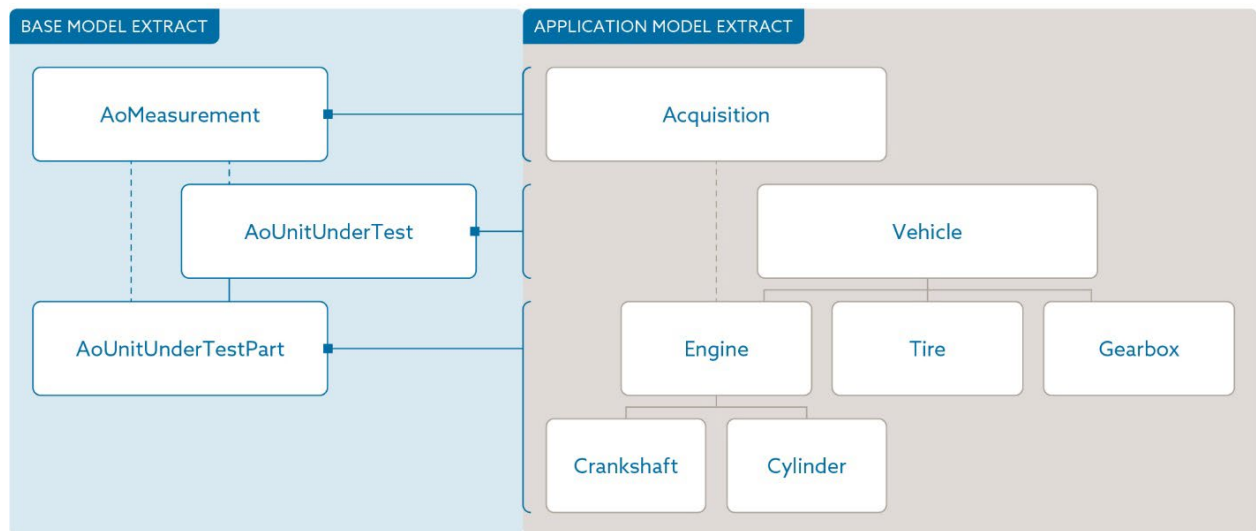 BASE MODEL EXTRACT
APPLICATION MODEL EXTRACT
AoMeasurement
Acquisition
AoUnitUnderTest
Vehicle
AoUnitUnderTestPart
Engine
Tire
Gearbox
Crankshaft
Cylinder